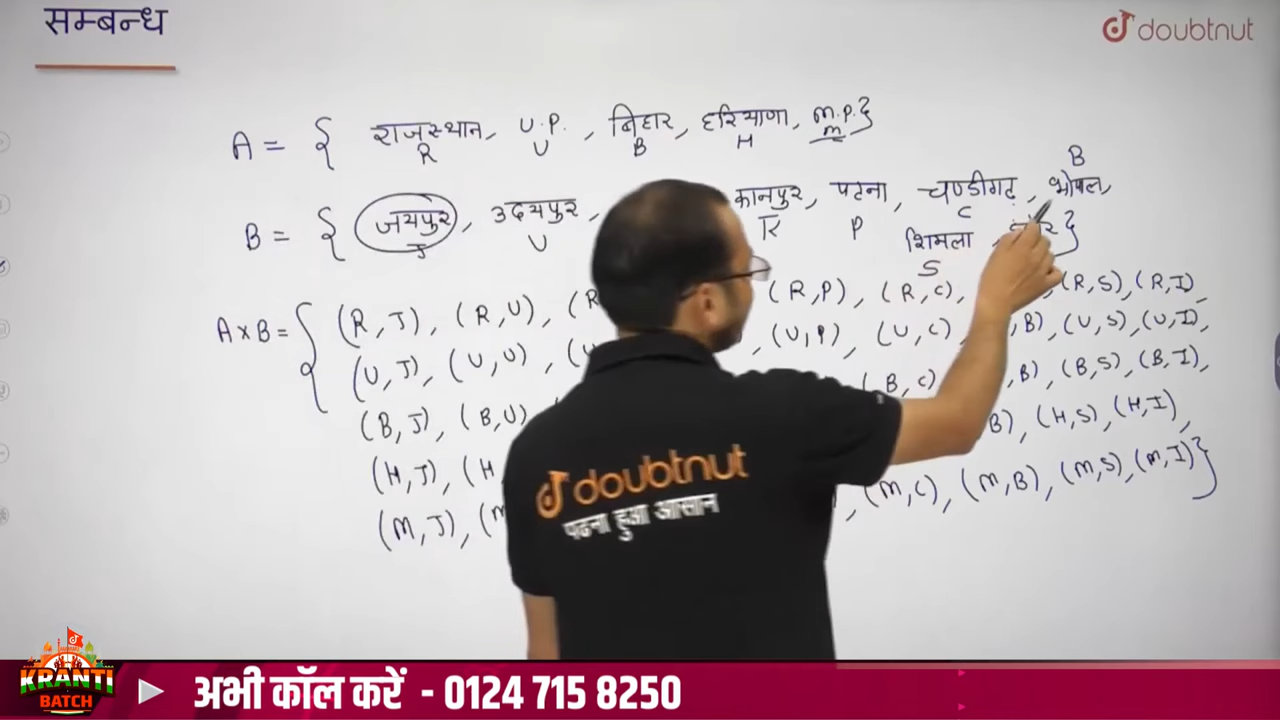 सम्बन्ध
doubtnut
A = { राजस्थान, U.P., बिहार, हरियाणा, M.P.}
R U B H m
B
B = { जयपुर, उदयपुर, कानपुर, पटना, चण्डीगढ़, भोपाल,
J U K P C
शिमला, }
S
A × B = { (R, J), (R, U), (R (R, P), (R, C), (R, S), (R, I),
(U, J), (U, U), (U , (U, P), (U, C), , B), (U, S), (U, I),
(B, J), (B, U), (B, C) , B), (B, S), (B, I),
(H, J), (H B), (H, S), (H, I),
(M, J), (M , (M, C), (M, B), (M, S), (M, I)}
doubtnut
पढना हुआ आसान
KRANTI
BATCH
अभी कॉल करें - 0124 715 8250